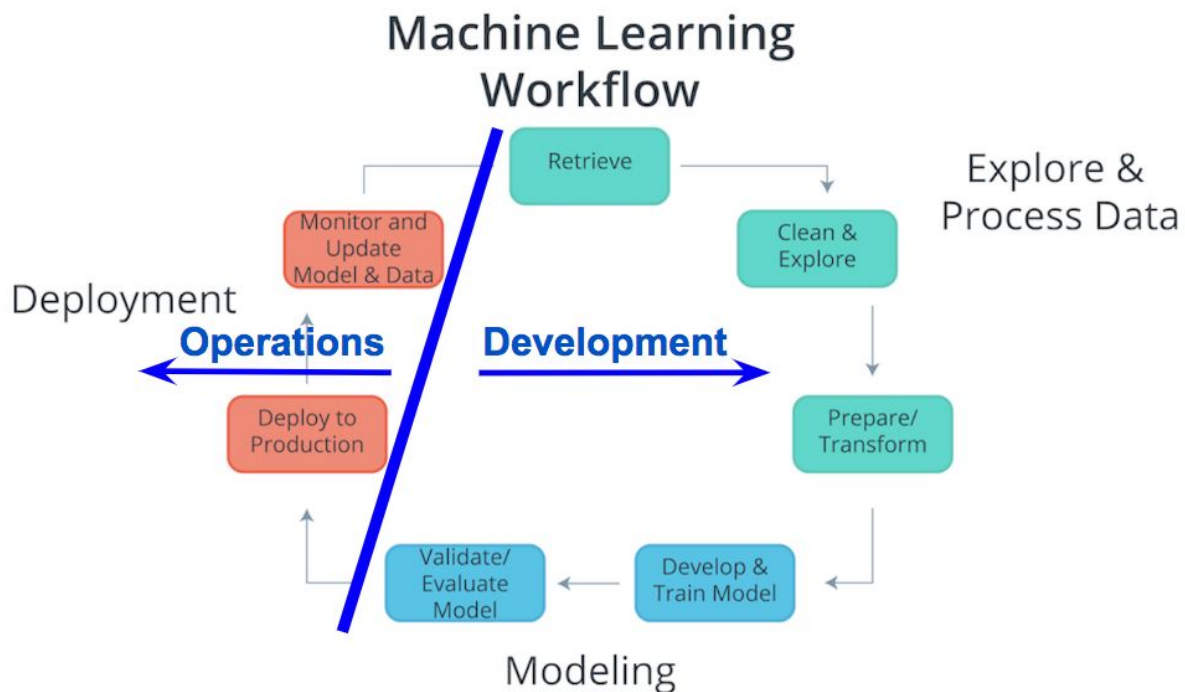 Machine Learning
Workflow
Retrieve
Explore &
Process Data
Clean &
Explore
Monitor and
Update
Model & Data
Deployment
Operations
Development
Deploy to
Production
Prepare/
Transform
Validate/
Evaluate
Model
Develop &
Train Model
Modeling